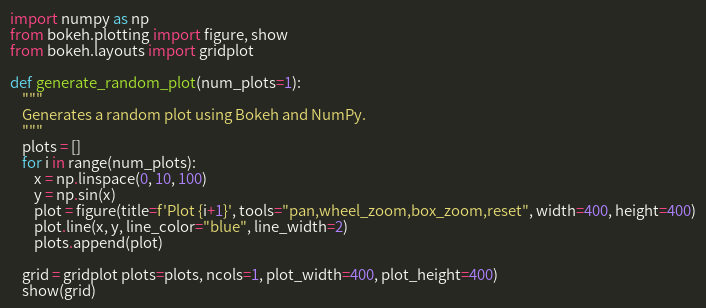 import numpy as np
from bokeh.plotting import figure, show
from bokeh.layouts import gridplot
def generate_random_plot(num_plots=1):
"""
Generates a random plot using Bokeh and NumPy.
"""
plots = []
for i in range(num_plots):
x = np.linspace(0, 10, 100)
y = np.sin(x)
plot = figure(title=f'Plot {i+1}', tools="pan,wheel_zoom,box_zoom,reset", width=400, height=400)
plot.line(x, y, line_color="blue", line_width=2)
plots.append(plot)
grid = gridplot plots=plots, ncols=1, plot_width=400, plot_height=400)
show(grid)